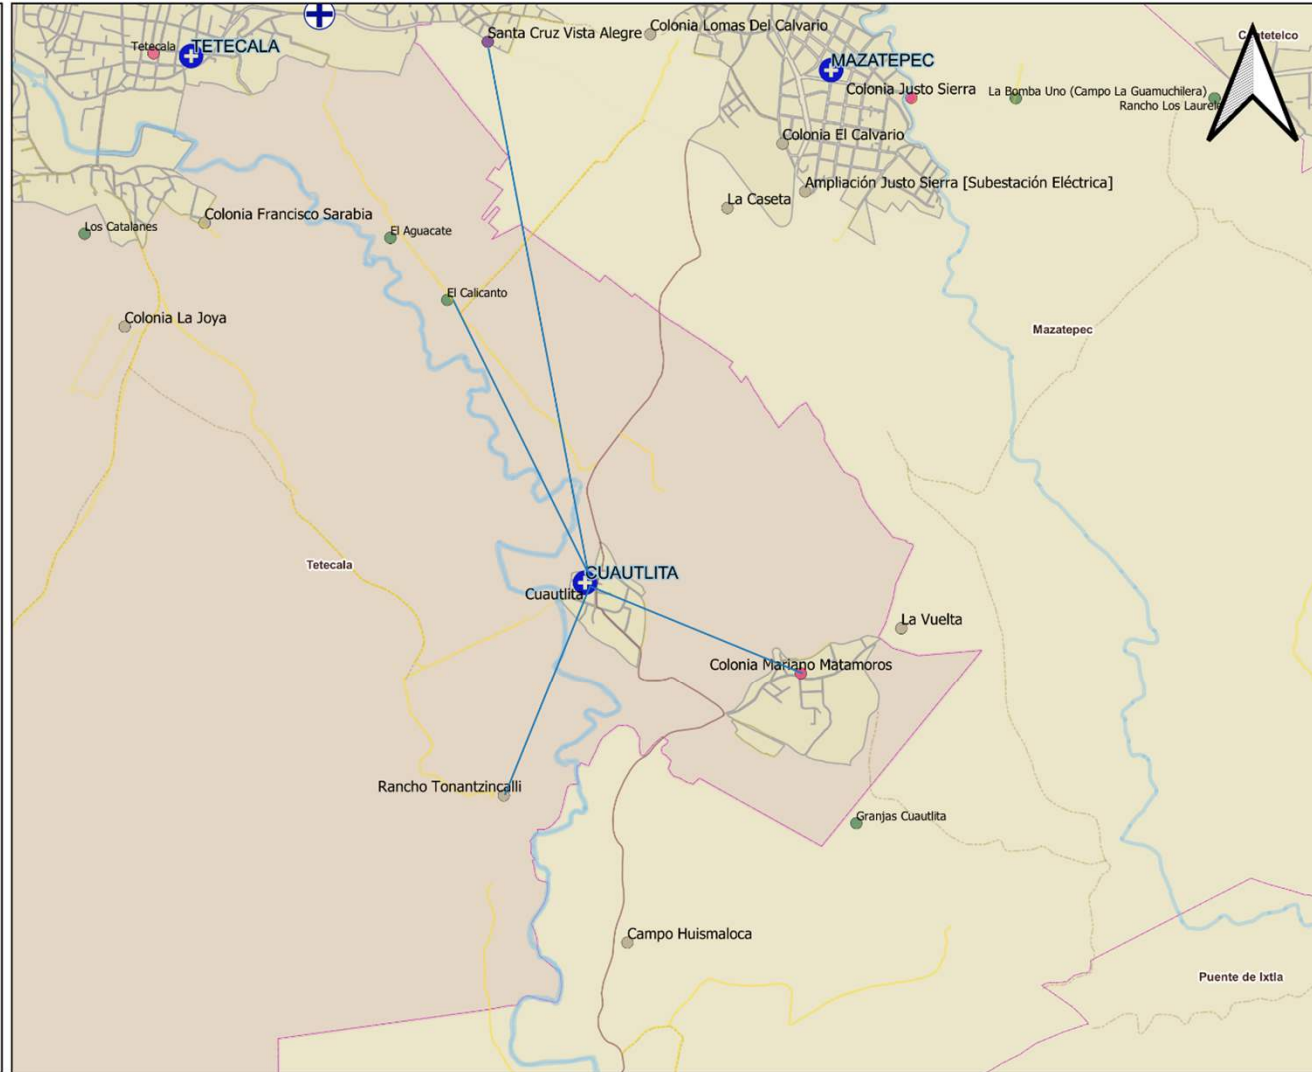 Santa Cruz Vista Alegre
Colonia Lomas Del Calvario
Tetecala
TETECALA
MAZATEPEC
Colonia Justo Sierra
La Bomba Uno (Campo La Guamuchilera)
Colonia El Calvario
Ampliación Justo Sierra [Subestación Eléctrica]
La Caseta
Colonia Francisco Sarabia
Los Catalanes
El Aguacate
El Calicanto
Colonia La Joya
Mazatepec
Tetecala
CUAUTLITA
Cuautlita
La Vuelta
Colonia Mariano Matamoros
Rancho Tonantzincalli
Granjas Cuautlita
Campo Huismaloca
Puente de Ixtla